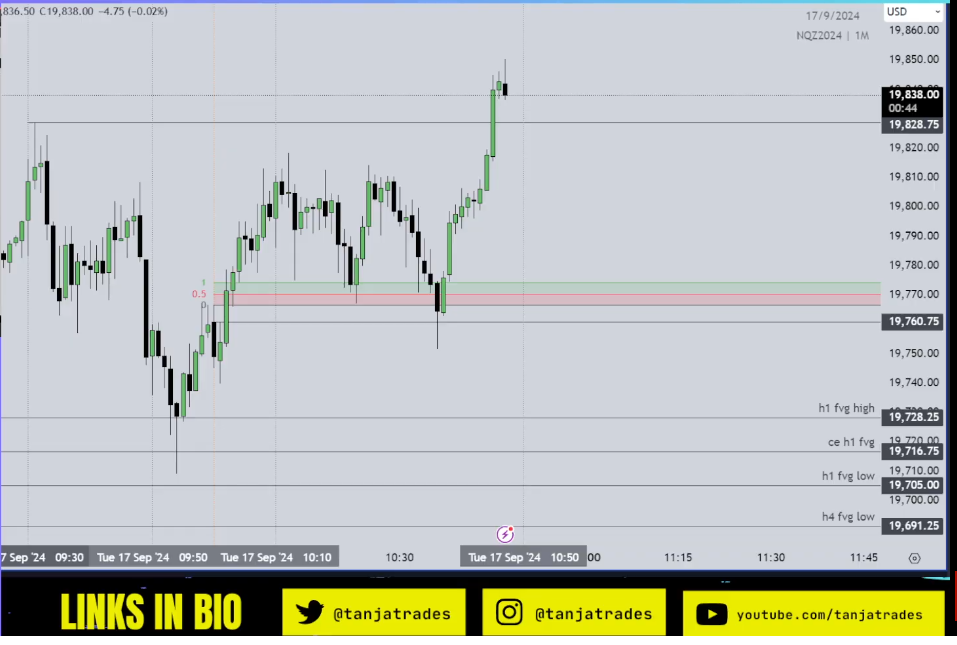 836.50 C19,838.00 −4.75 (−0.02%)
17/9/2024
NQZ2024 | 1M
USD
19,860.00
19,850.00
19,838.00
00:44
19,828.75
19,820.00
19,810.00
19,800.00
19,790.00
19,780.00
1
0.5
19,770.00
0
19,760.75
19,750.00
19,740.00
h1 fvg high
19,728.25
19,720.00
ce h1 fvg
19,716.75
19,710.00
h1 fvg low
19,705.00
19,700.00
h4 fvg low
19,691.25
7 Sep '24 09:30 Tue 17 Sep '24 09:50 Tue 17 Sep '24 10:10 10:30 Tue 17 Sep '24 10:50 00 11:15 11:30 11:45
LINKS IN BIO @tanjatrades @tanjatrades youtube.com/tanjatrades